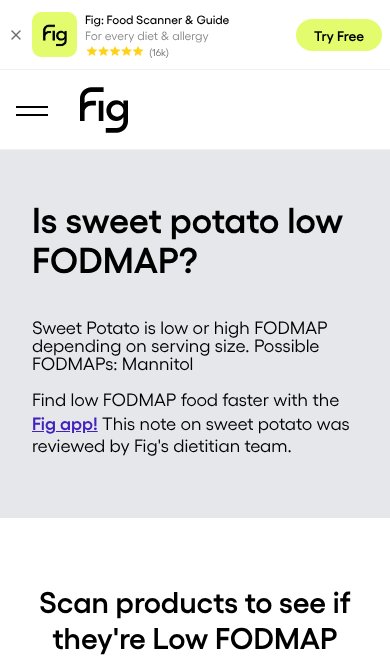 Fig: Food Scanner & Guide
fig
For every diet & allergy
Try Free
(16k)
fig
Is sweet potato low
FODMAP?
Sweet Potato is low or high FODMAP
depending on serving size. Possible
FODMAPs: Mannitol
Find low FODMAP food faster with the
Fig app! This note on sweet potato was
reviewed by Fig's dietitian team.
Scan products to see if
they're Low FODMAP